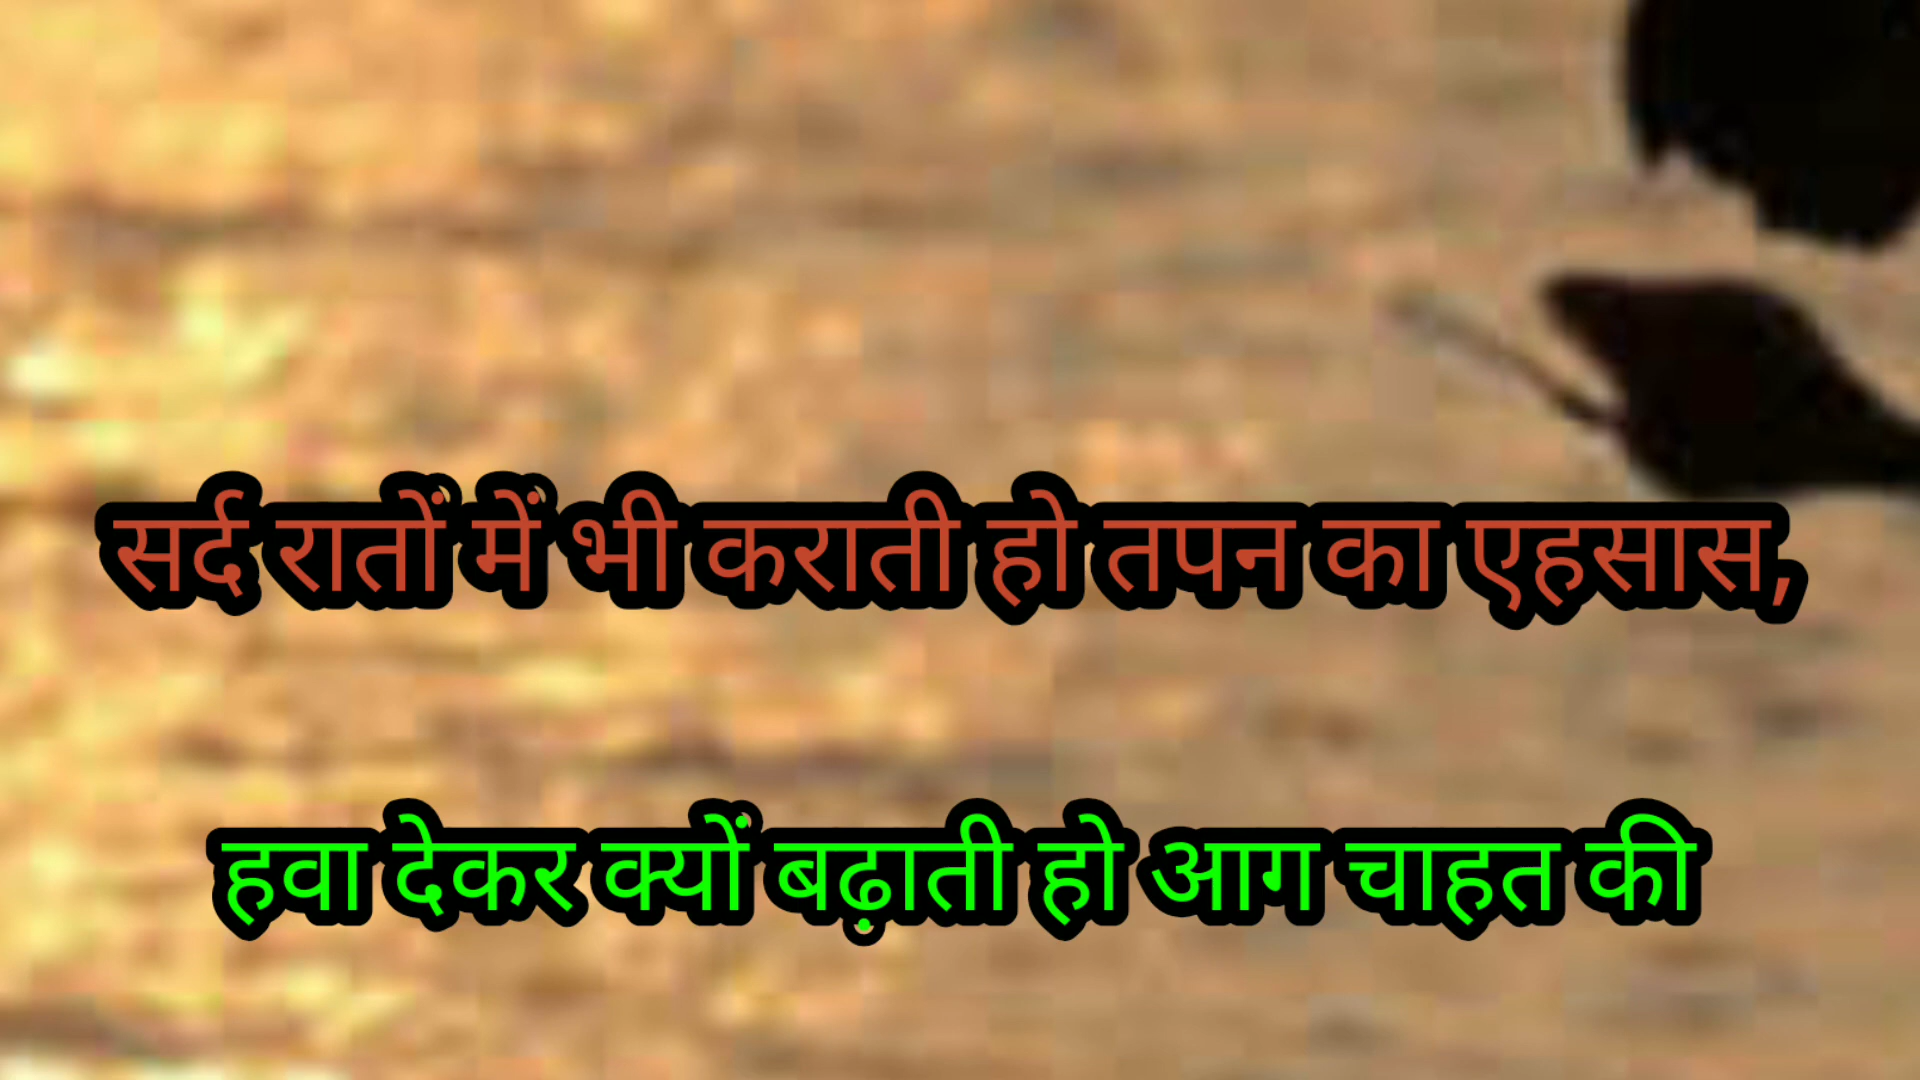 सर्द रातों में भी कराती हो तपन का एहसास,
हवा देकर क्यों बढ़ाती हो आग चाहत की